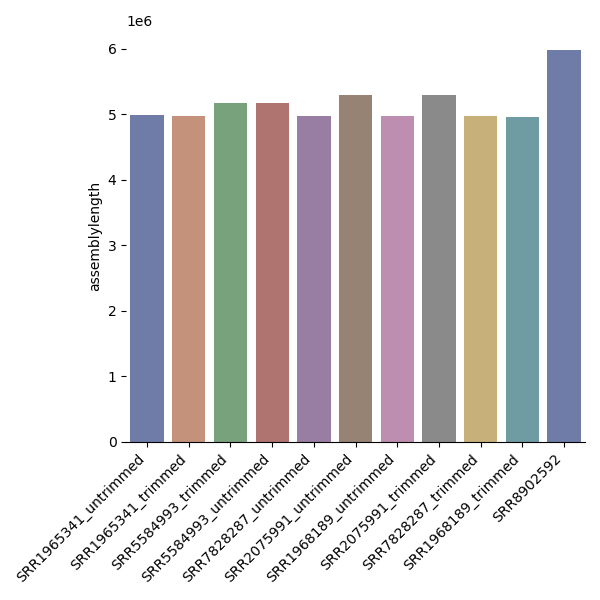 1e6
6
5
4
3
2
1
0
assemblylength
SRR1965341_untrimmed
SRR1965341_trimmed
SRR5584993_trimmed
SRR5584993_untrimmed
SRR7828287_untrimmed
SRR2075991_untrimmed
SRR1968189_untrimmed
SRR2075991_trimmed
SRR7828287_trimmed
SRR1968189_trimmed
SRR8902592